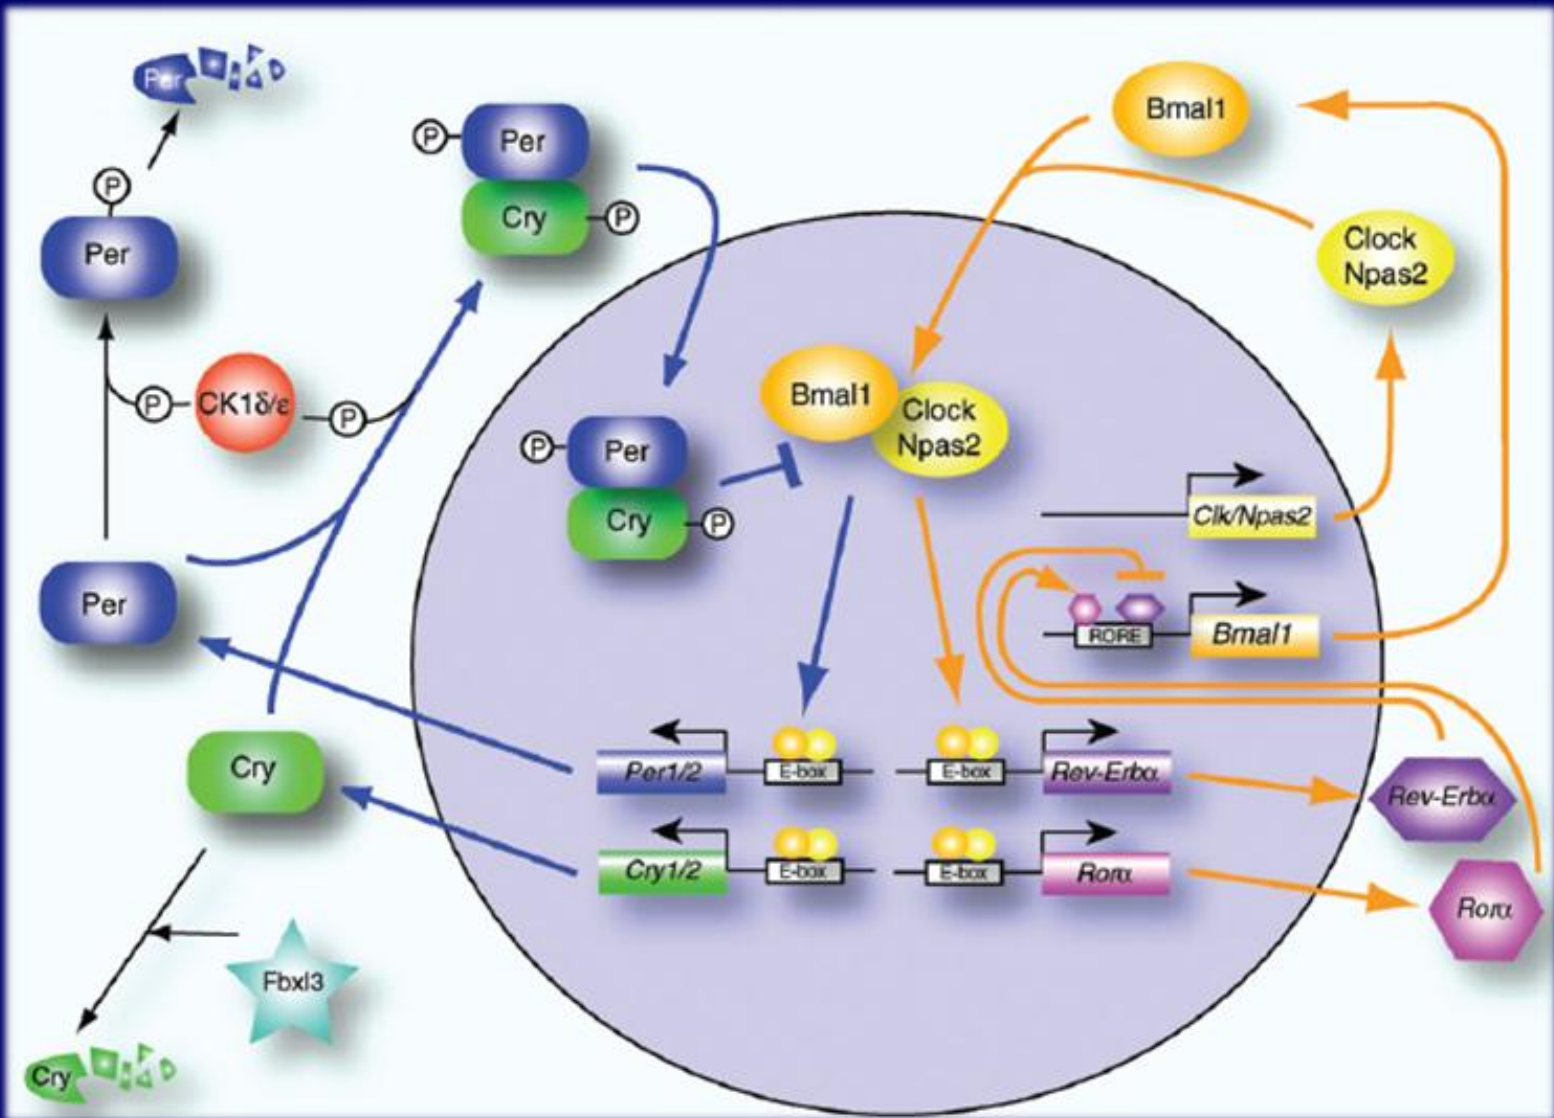 Per
P
Per
P
Per
Cry
P
Bmal1
Clock
Npas2
P
CK1δ/ε
P
Per
P
Per
Cry
P
Bmal1
Clock
Npas2
Clk/Npas2
RORE
Bmal1
Per
Cry
Per1/2
E-box
E-box
Rev-Erbα
Rev-Erbα
Cry1/2
E-box
E-box
Rorα
Rorα
Fbxl3
Cry